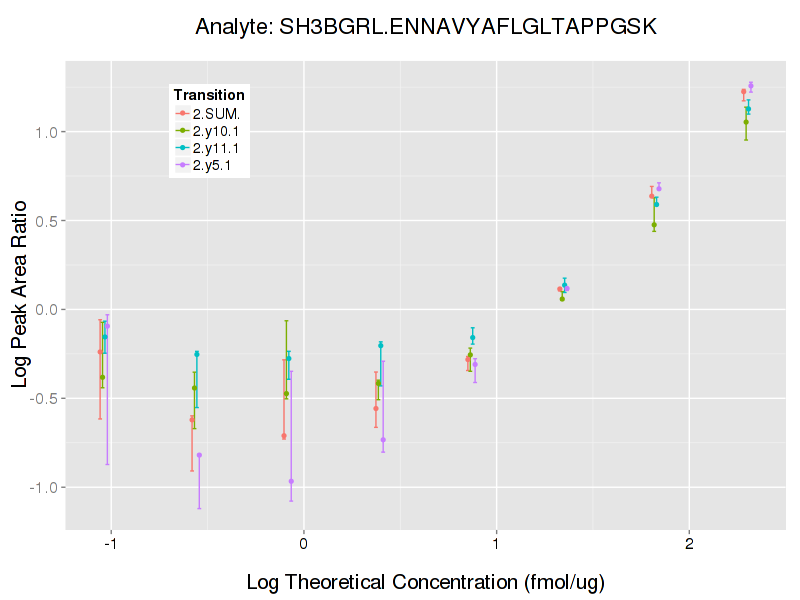 Analyte: SH3BGRL.ENNAVYAFLGLTAPPGSK
Transition
2.SUM.
2.y10.1
2.y11.1
2.y5.1
1.0
0.5
0.0
-0.5
-1.0
Log Peak Area Ratio
-1
0
1
2
Log Theoretical Concentration (fmol/ug)